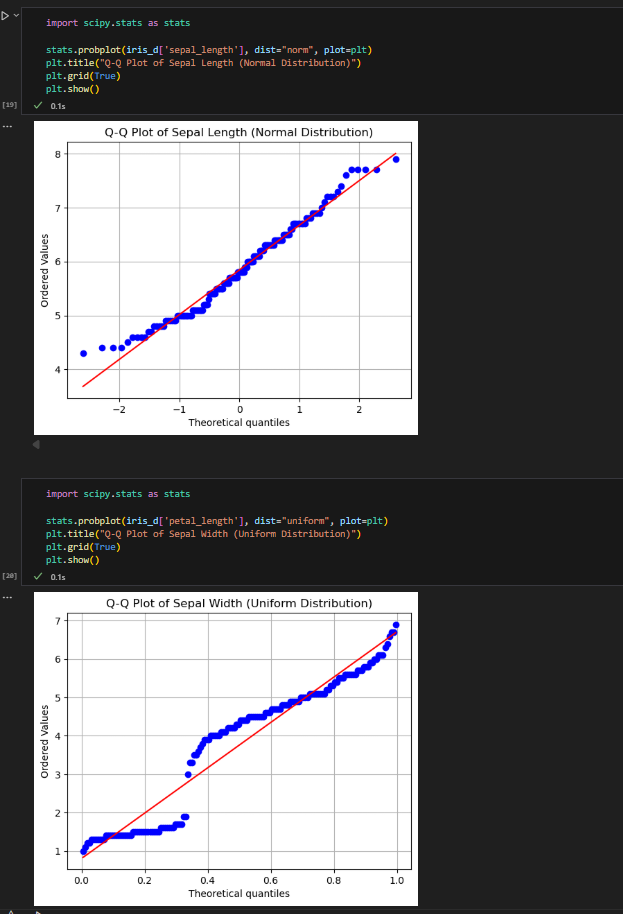 import scipy.stats as stats
stats.probplot(iris_d['sepal_length'], dist="norm", plot=plt)
plt.title("Q-Q Plot of Sepal Length (Normal Distribution)")
plt.grid(True)
plt.show()
[19]
0.1s
...
Q-Q Plot of Sepal Length (Normal Distribution)
8
7
6
5
4
Ordered Values
−2
−1
0
1
2
Theoretical quantiles
import scipy.stats as stats
stats.probplot(iris_d['petal_length'], dist="uniform", plot=plt)
plt.title("Q-Q Plot of Sepal Width (Uniform Distribution)")
plt.grid(True)
plt.show()
[20]
0.1s
...
Q-Q Plot of Sepal Width (Uniform Distribution)
7
6
5
4
3
2
1
Ordered Values
0.0
0.2
0.4
0.6
0.8
1.0
Theoretical quantiles